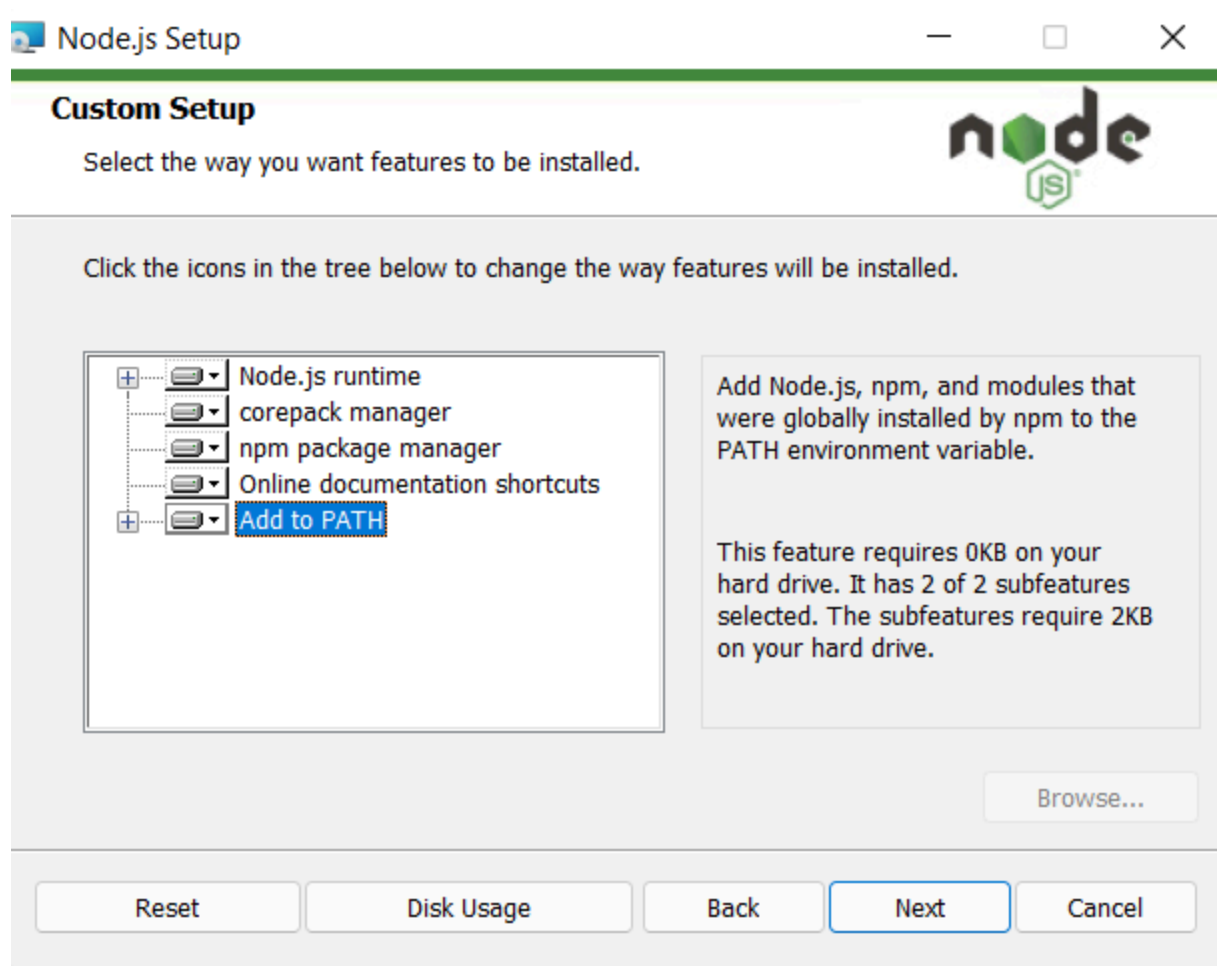 Node.js Setup
Custom Setup
Select the way you want features to be installed.
node
JS
Click the icons in the tree below to change the way features will be installed.
Node.js runtime
corepack manager
npm package manager
Online documentation shortcuts
Add to PATH
Add Node.js, npm, and modules that
were globally installed by npm to the
PATH environment variable.
This feature requires 0KB on your
hard drive. It has 2 of 2 subfeatures
selected. The subfeatures require 2KB
on your hard drive.
Browse...
Reset
Disk Usage
Back
Next
Cancel